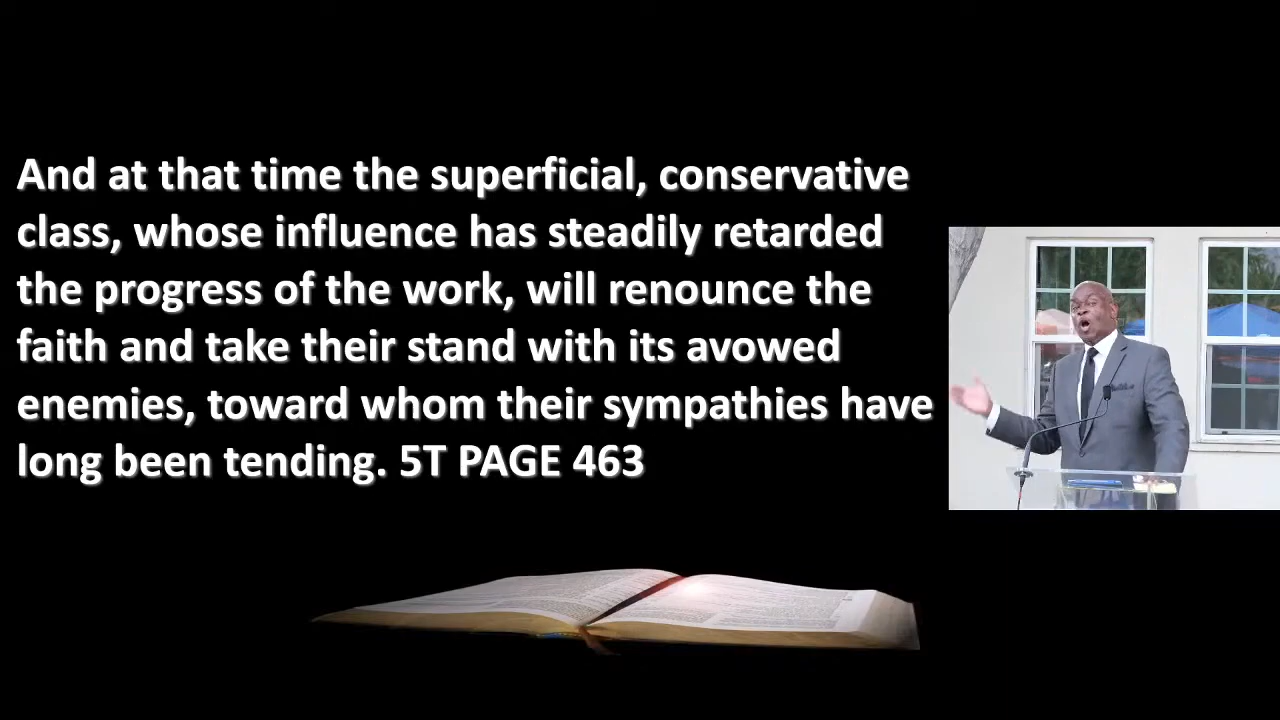 And at that time the superficial, conservative
class, whose influence has steadily retarded
the progress of the work, will renounce the
faith and take their stand with its avowed
enemies, toward whom their sympathies have
long been tending. 5T PAGE 463